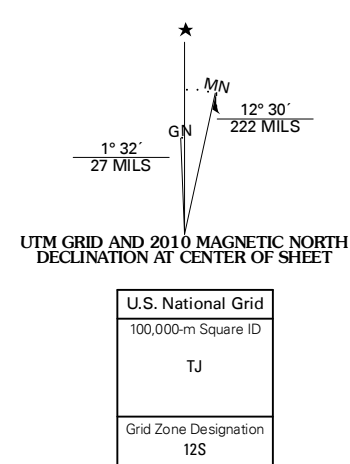 ★
MN
GN
12° 30´
222 MILS
1° 32´
27 MILS
UTM GRID AND 2010 MAGNETIC NORTH
DECLINATION AT CENTER OF SHEET
U.S. National Grid
100,000-m Square ID
TJ
Grid Zone Designation
12S